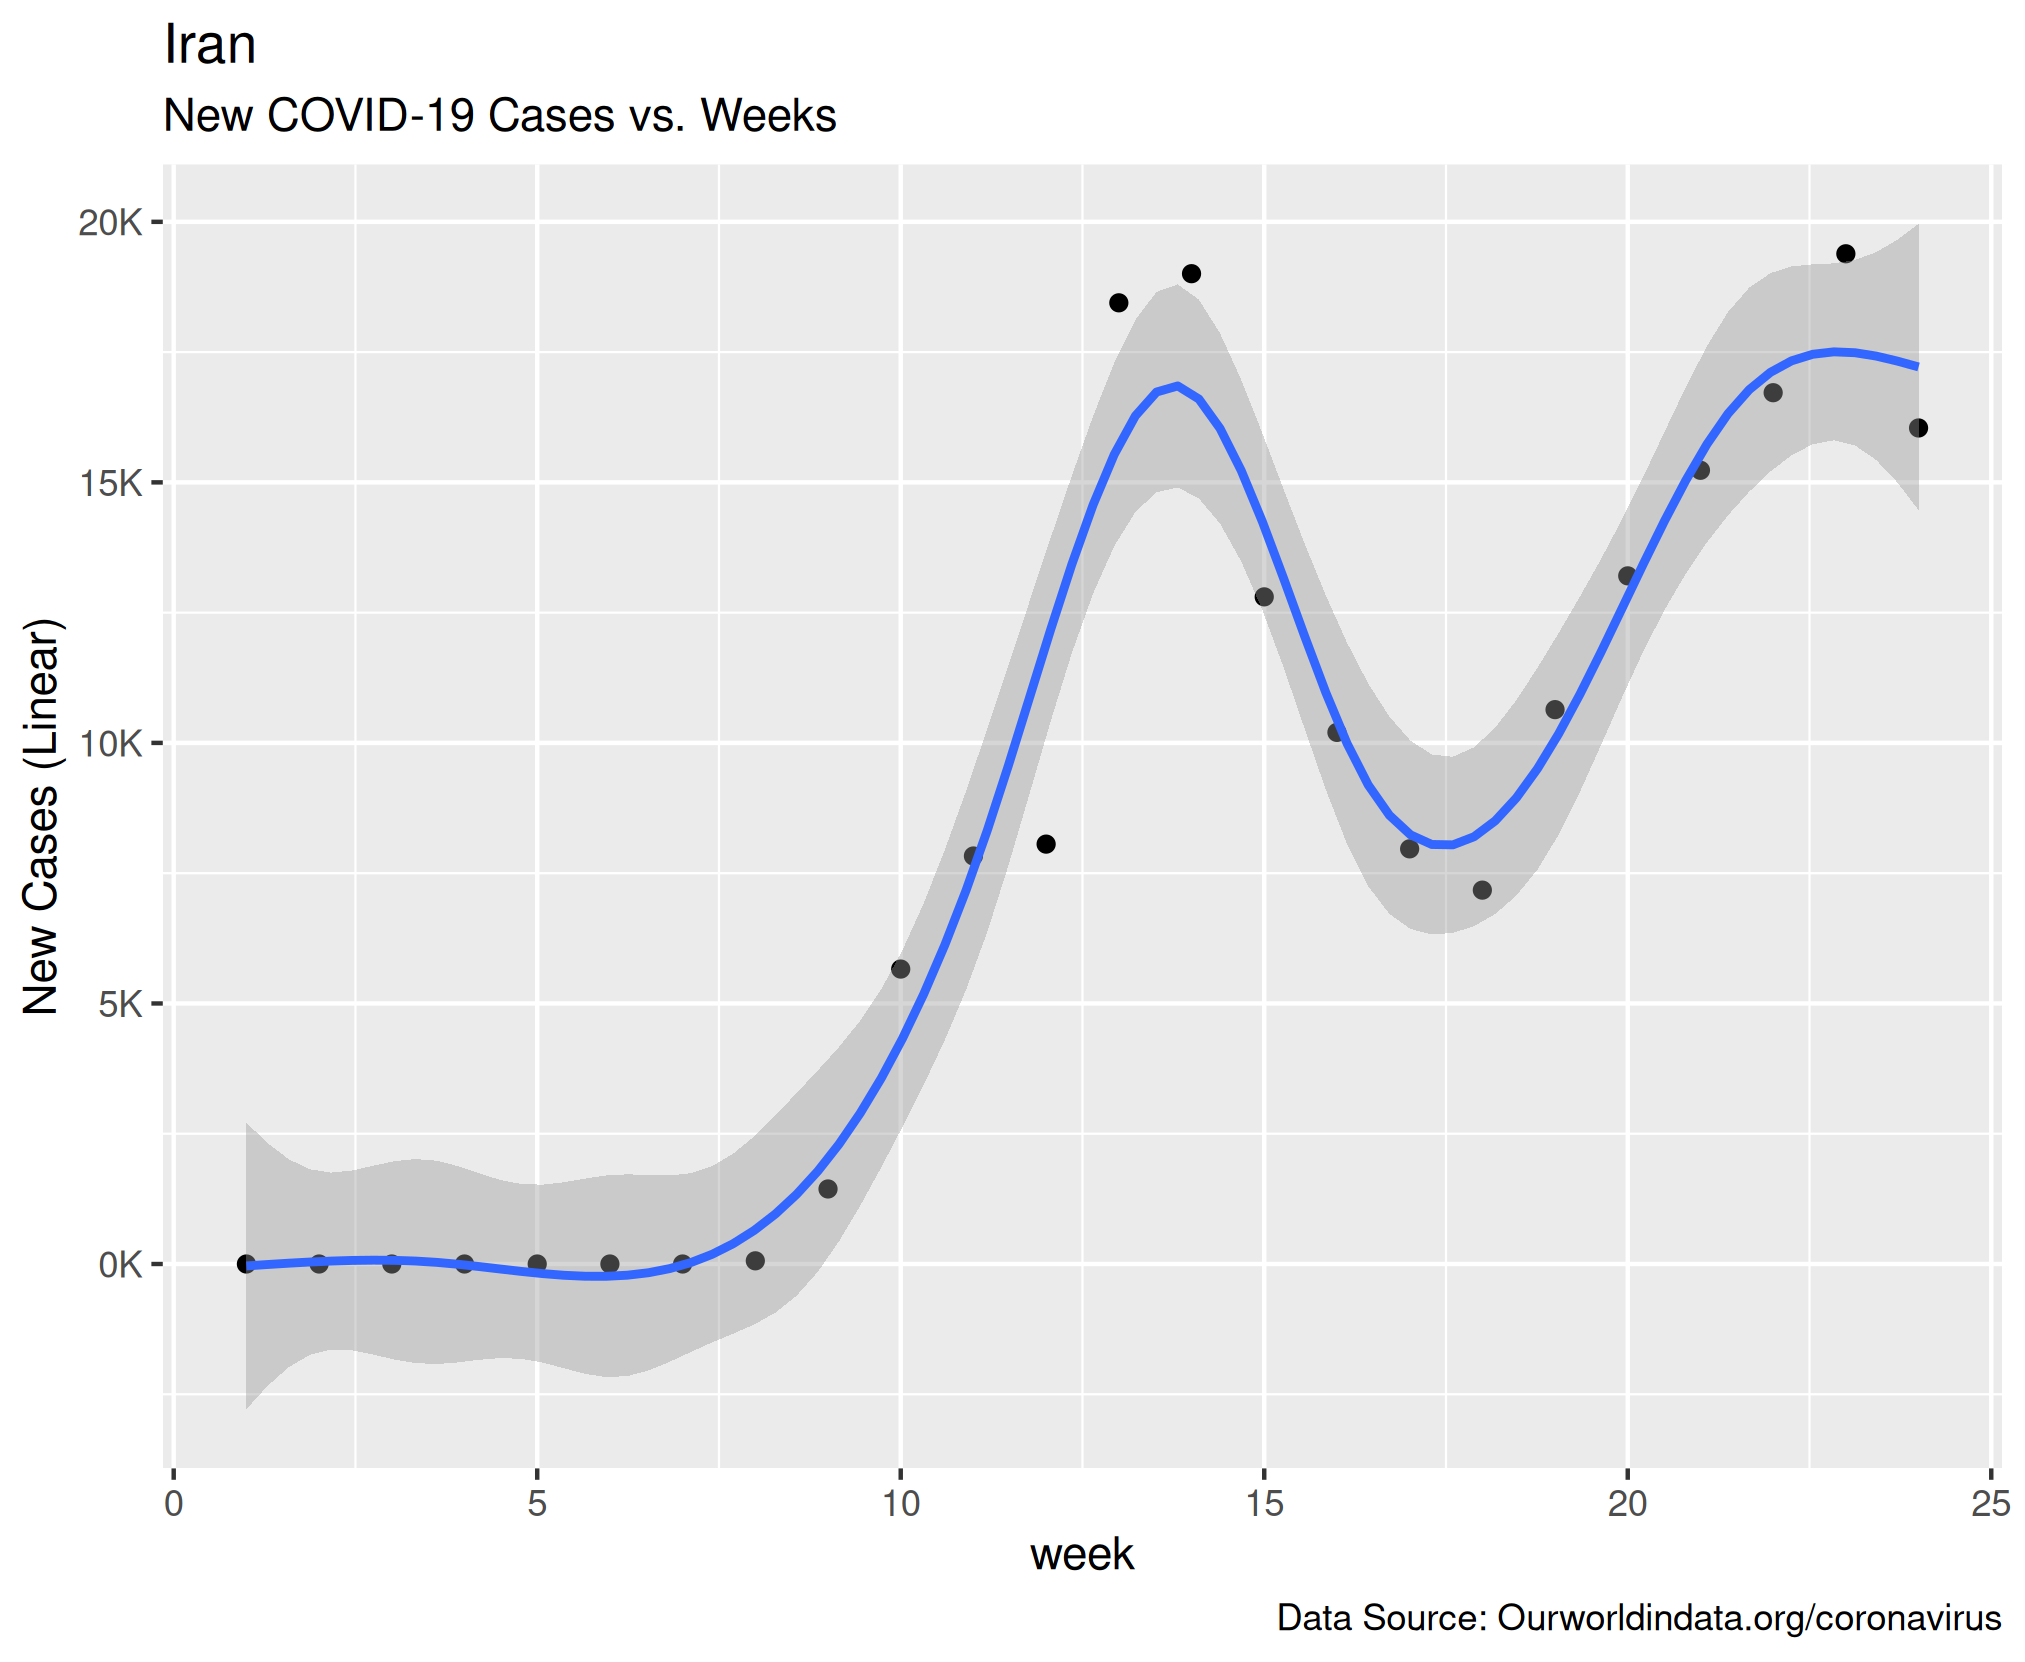 Iran
New COVID-19 Cases vs. Weeks
New Cases (Linear)
20K
15K
10K
5K
0K
0 5 10 15 20 25
week
Data Source: Ourworldindata.org/coronavirus